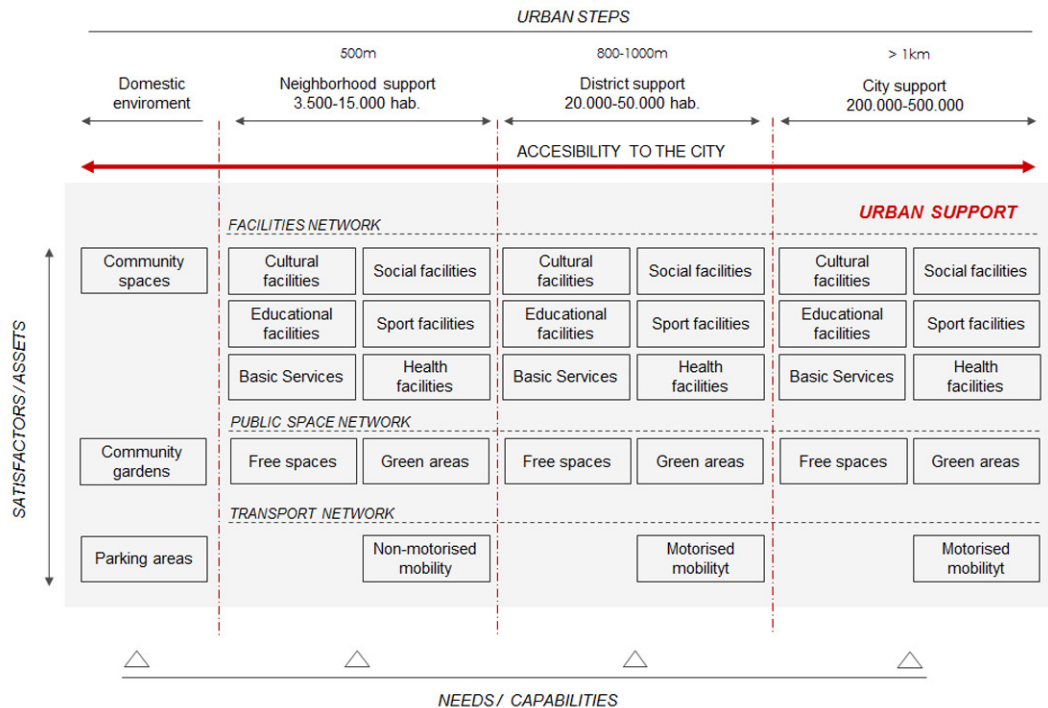 URBAN STEPS
500m
800-1000m
> 1km
Domestic
enviroment
Neighborhood support
3.500-15.000 hab.
District support
20.000-50.000 hab.
City support
200.000-500.000
ACCESIBILITY TO THE CITY
URBAN SUPPORT
SATISFACTORS / ASSETS
FACILITIES NETWORK
Community
spaces
Cultural
facilities
Social facilities
Cultural
facilities
Social facilities
Cultural
facilities
Social facilities
Educational
facilities
Sport facilities
Educational
facilities
Sport facilities
Educational
facilities
Sport facilities
Basic Services
Health
facilities
Basic Services
Health
facilities
Basic Services
Health
facilities
PUBLIC SPACE NETWORK
Community
gardens
Free spaces
Green areas
Free spaces
Green areas
Free spaces
Green areas
TRANSPORT NETWORK
Parking areas
Non-motorised
mobility
Motorised
mobilityt
Motorised
mobilityt
NEEDS / CAPABILITIES